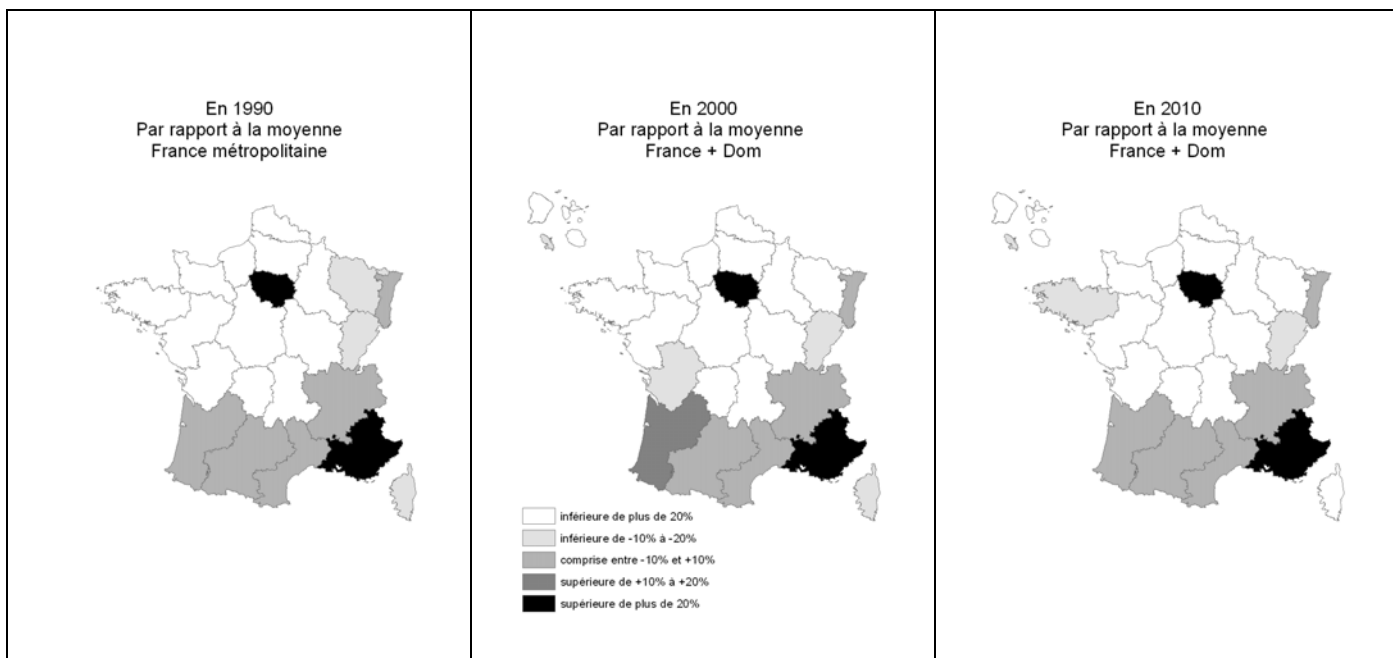 En 1990
Par rapport à la moyenne
France métropolitaine
En 2000
Par rapport à la moyenne
France + Dom
inférieure de plus de 20%
inférieure de -10% à -20%
comprise entre -10% et +10%
supérieure de +10% à +20%
supérieure de plus de 20%
En 2010
Par rapport à la moyenne
France + Dom